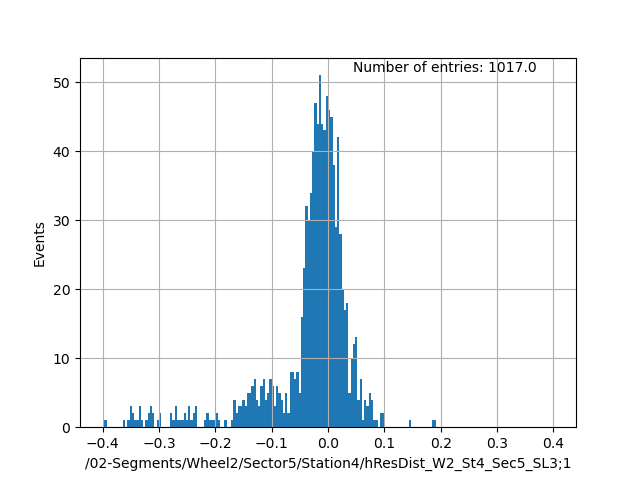 Number of entries: 1017.0
50
40
30
20
10
0
Events
−0.4 −0.3 −0.2 −0.1 0.0 0.1 0.2 0.3 0.4
/02-Segments/Wheel2/Sector5/Station4/hResDist_W2_St4_Sec5_SL3;1